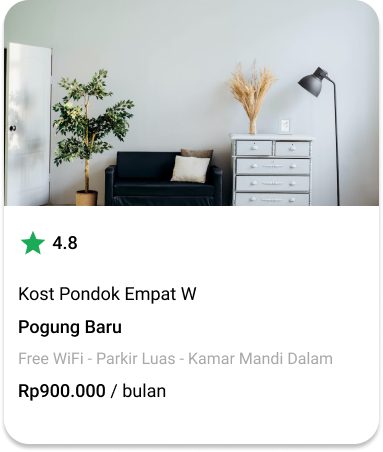 4.8
Kost Pondok Empat W
Pogung Baru
Free WiFi - Parkir Luas - Kamar Mandi Dalam
Rp900.000 / bulan